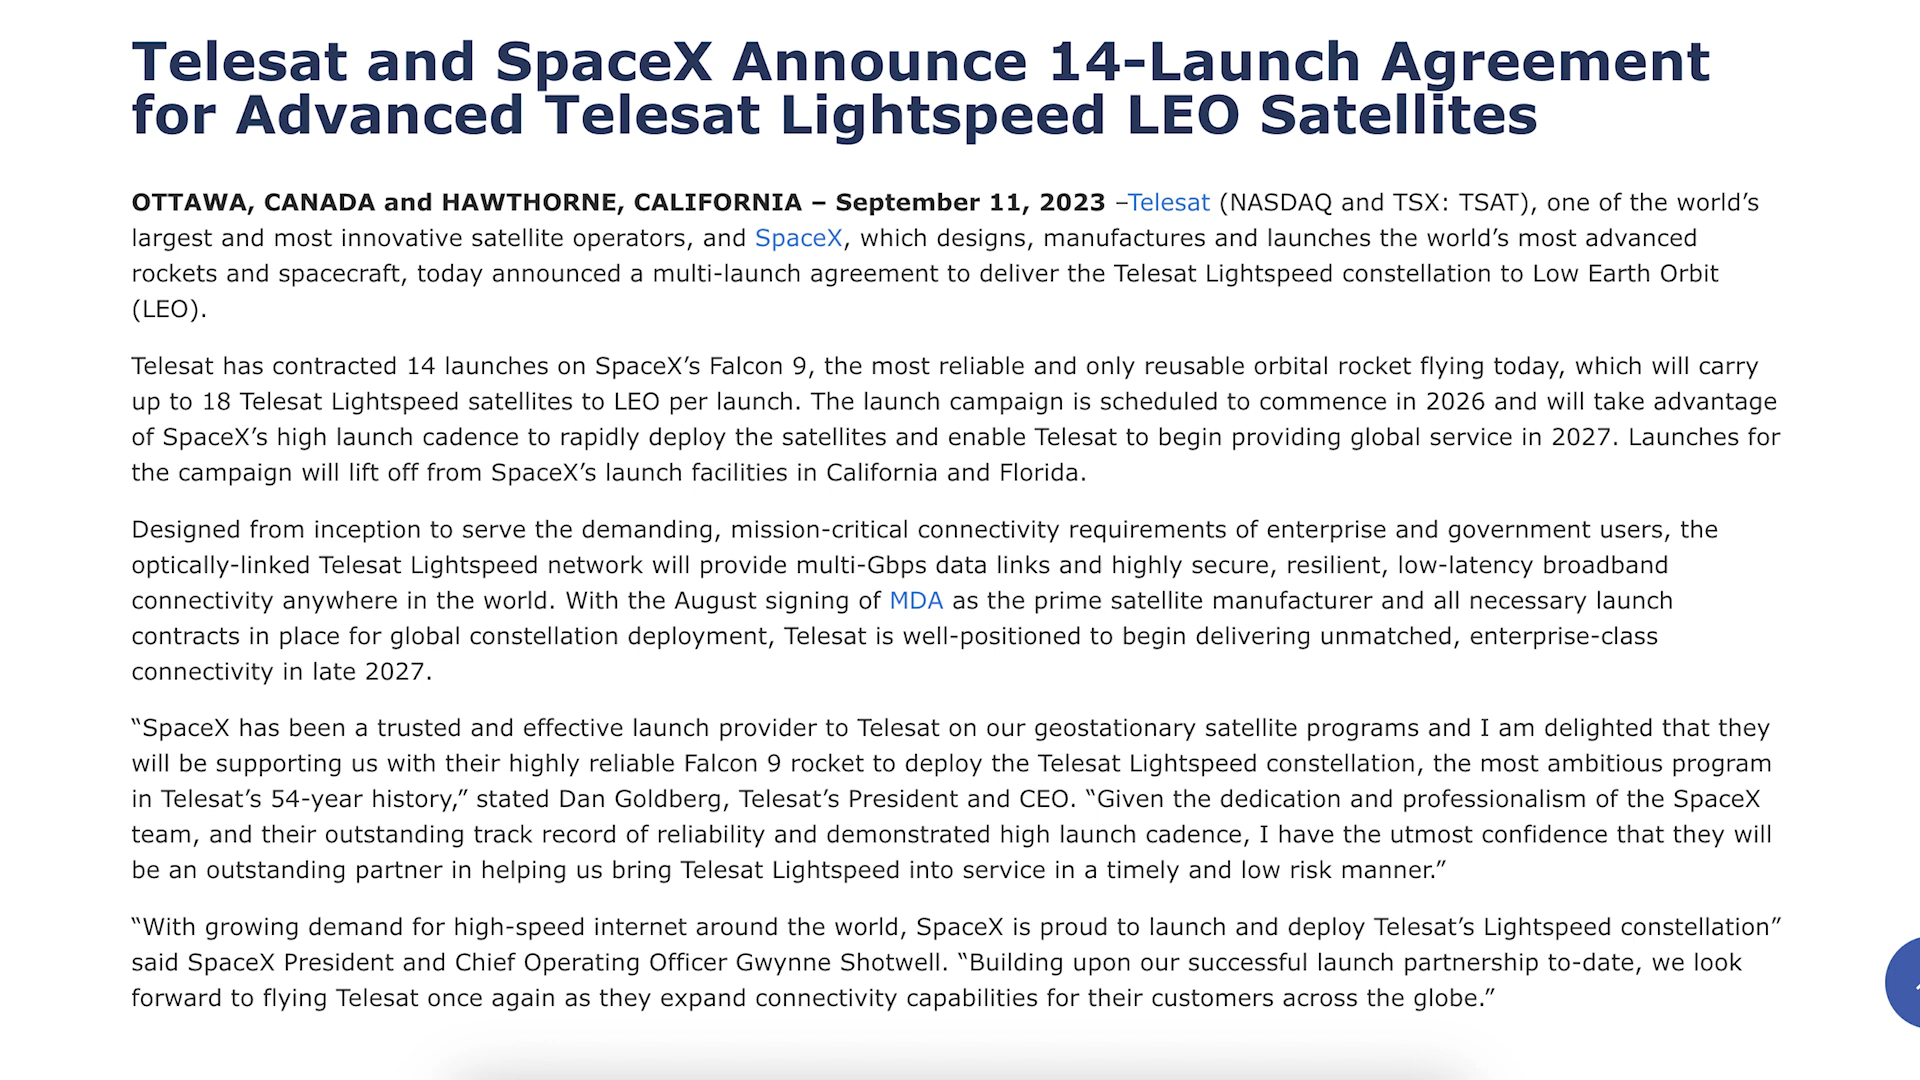 Telesat and SpaceX Announce 14-Launch Agreement
for Advanced Telesat Lightspeed LEO Satellites
OTTAWA, CANADA and HAWTHORNE, CALIFORNIA – September 11, 2023 –Telesat (NASDAQ and TSX: TSAT), one of the world’s
largest and most innovative satellite operators, and SpaceX, which designs, manufactures and launches the world’s most advanced
rockets and spacecraft, today announced a multi-launch agreement to deliver the Telesat Lightspeed constellation to Low Earth Orbit
(LEO).
Telesat has contracted 14 launches on SpaceX’s Falcon 9, the most reliable and only reusable orbital rocket flying today, which will carry
up to 18 Telesat Lightspeed satellites to LEO per launch. The launch campaign is scheduled to commence in 2026 and will take advantage
of SpaceX’s high launch cadence to rapidly deploy the satellites and enable Telesat to begin providing global service in 2027. Launches for
the campaign will lift off from SpaceX’s launch facilities in California and Florida.
Designed from inception to serve the demanding, mission-critical connectivity requirements of enterprise and government users, the
optically-linked Telesat Lightspeed network will provide multi-Gbps data links and highly secure, resilient, low-latency broadband
connectivity anywhere in the world. With the August signing of MDA as the prime satellite manufacturer and all necessary launch
contracts in place for global constellation deployment, Telesat is well-positioned to begin delivering unmatched, enterprise-class
connectivity in late 2027.
“SpaceX has been a trusted and effective launch provider to Telesat on our geostationary satellite programs and I am delighted that they
will be supporting us with their highly reliable Falcon 9 rocket to deploy the Telesat Lightspeed constellation, the most ambitious program
in Telesat’s 54-year history,” stated Dan Goldberg, Telesat’s President and CEO. “Given the dedication and professionalism of the SpaceX
team, and their outstanding track record of reliability and demonstrated high launch cadence, I have the utmost confidence that they will
be an outstanding partner in helping us bring Telesat Lightspeed into service in a timely and low risk manner.”
“With growing demand for high-speed internet around the world, SpaceX is proud to launch and deploy Telesat’s Lightspeed constellation”
said SpaceX President and Chief Operating Officer Gwynne Shotwell. “Building upon our successful launch partnership to-date, we look
forward to flying Telesat once again as they expand connectivity capabilities for their customers across the globe.”